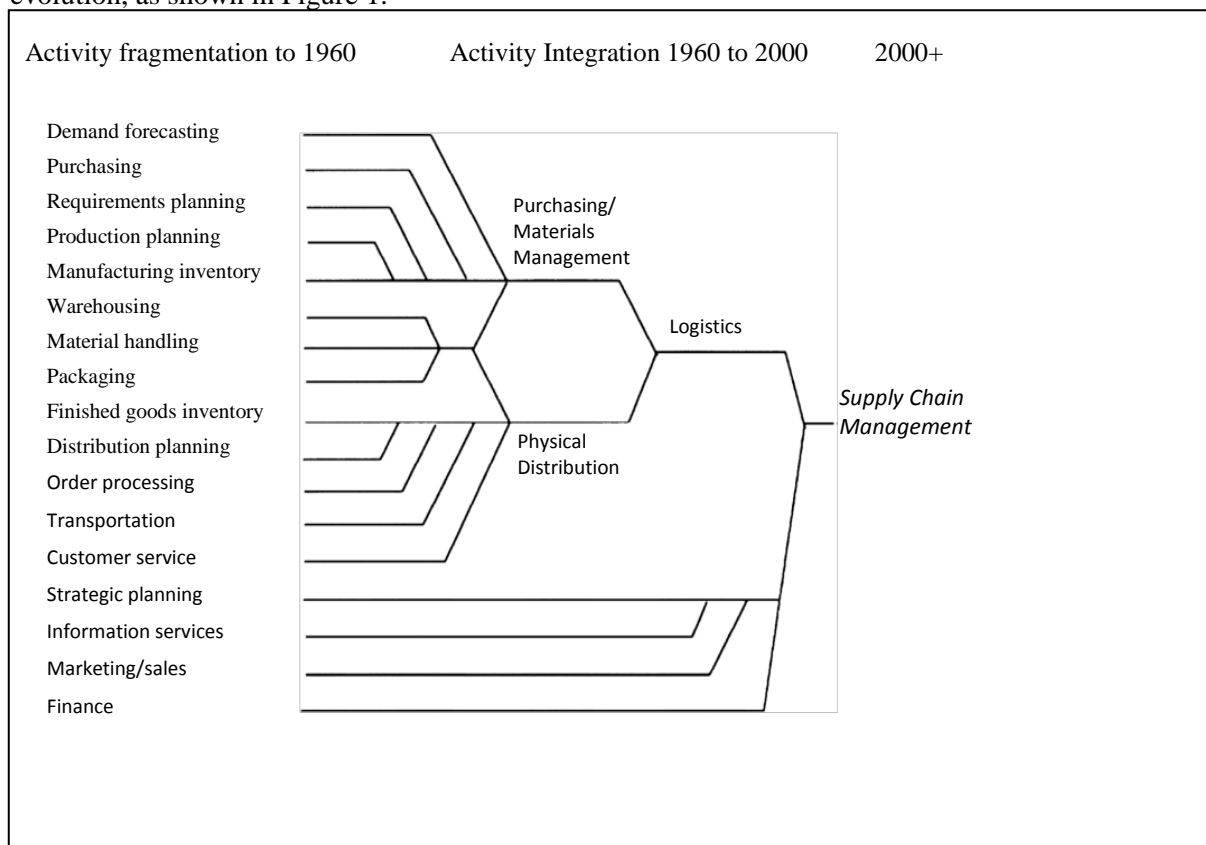 evolution, as shown in Figure 1.
Activity fragmentation to 1960 Activity Integration 1960 to 2000 2000+
Demand forecasting
Purchasing
Requirements planning
Production planning
Manufacturing inventory
Warehousing
Material handling
Packaging
Finished goods inventory
Distribution planning
Order processing
Transportation
Customer service
Strategic planning
Information services
Marketing/sales
Finance
Purchasing/
Materials
Management
Physical
Distribution
Logistics
Supply Chain
Management